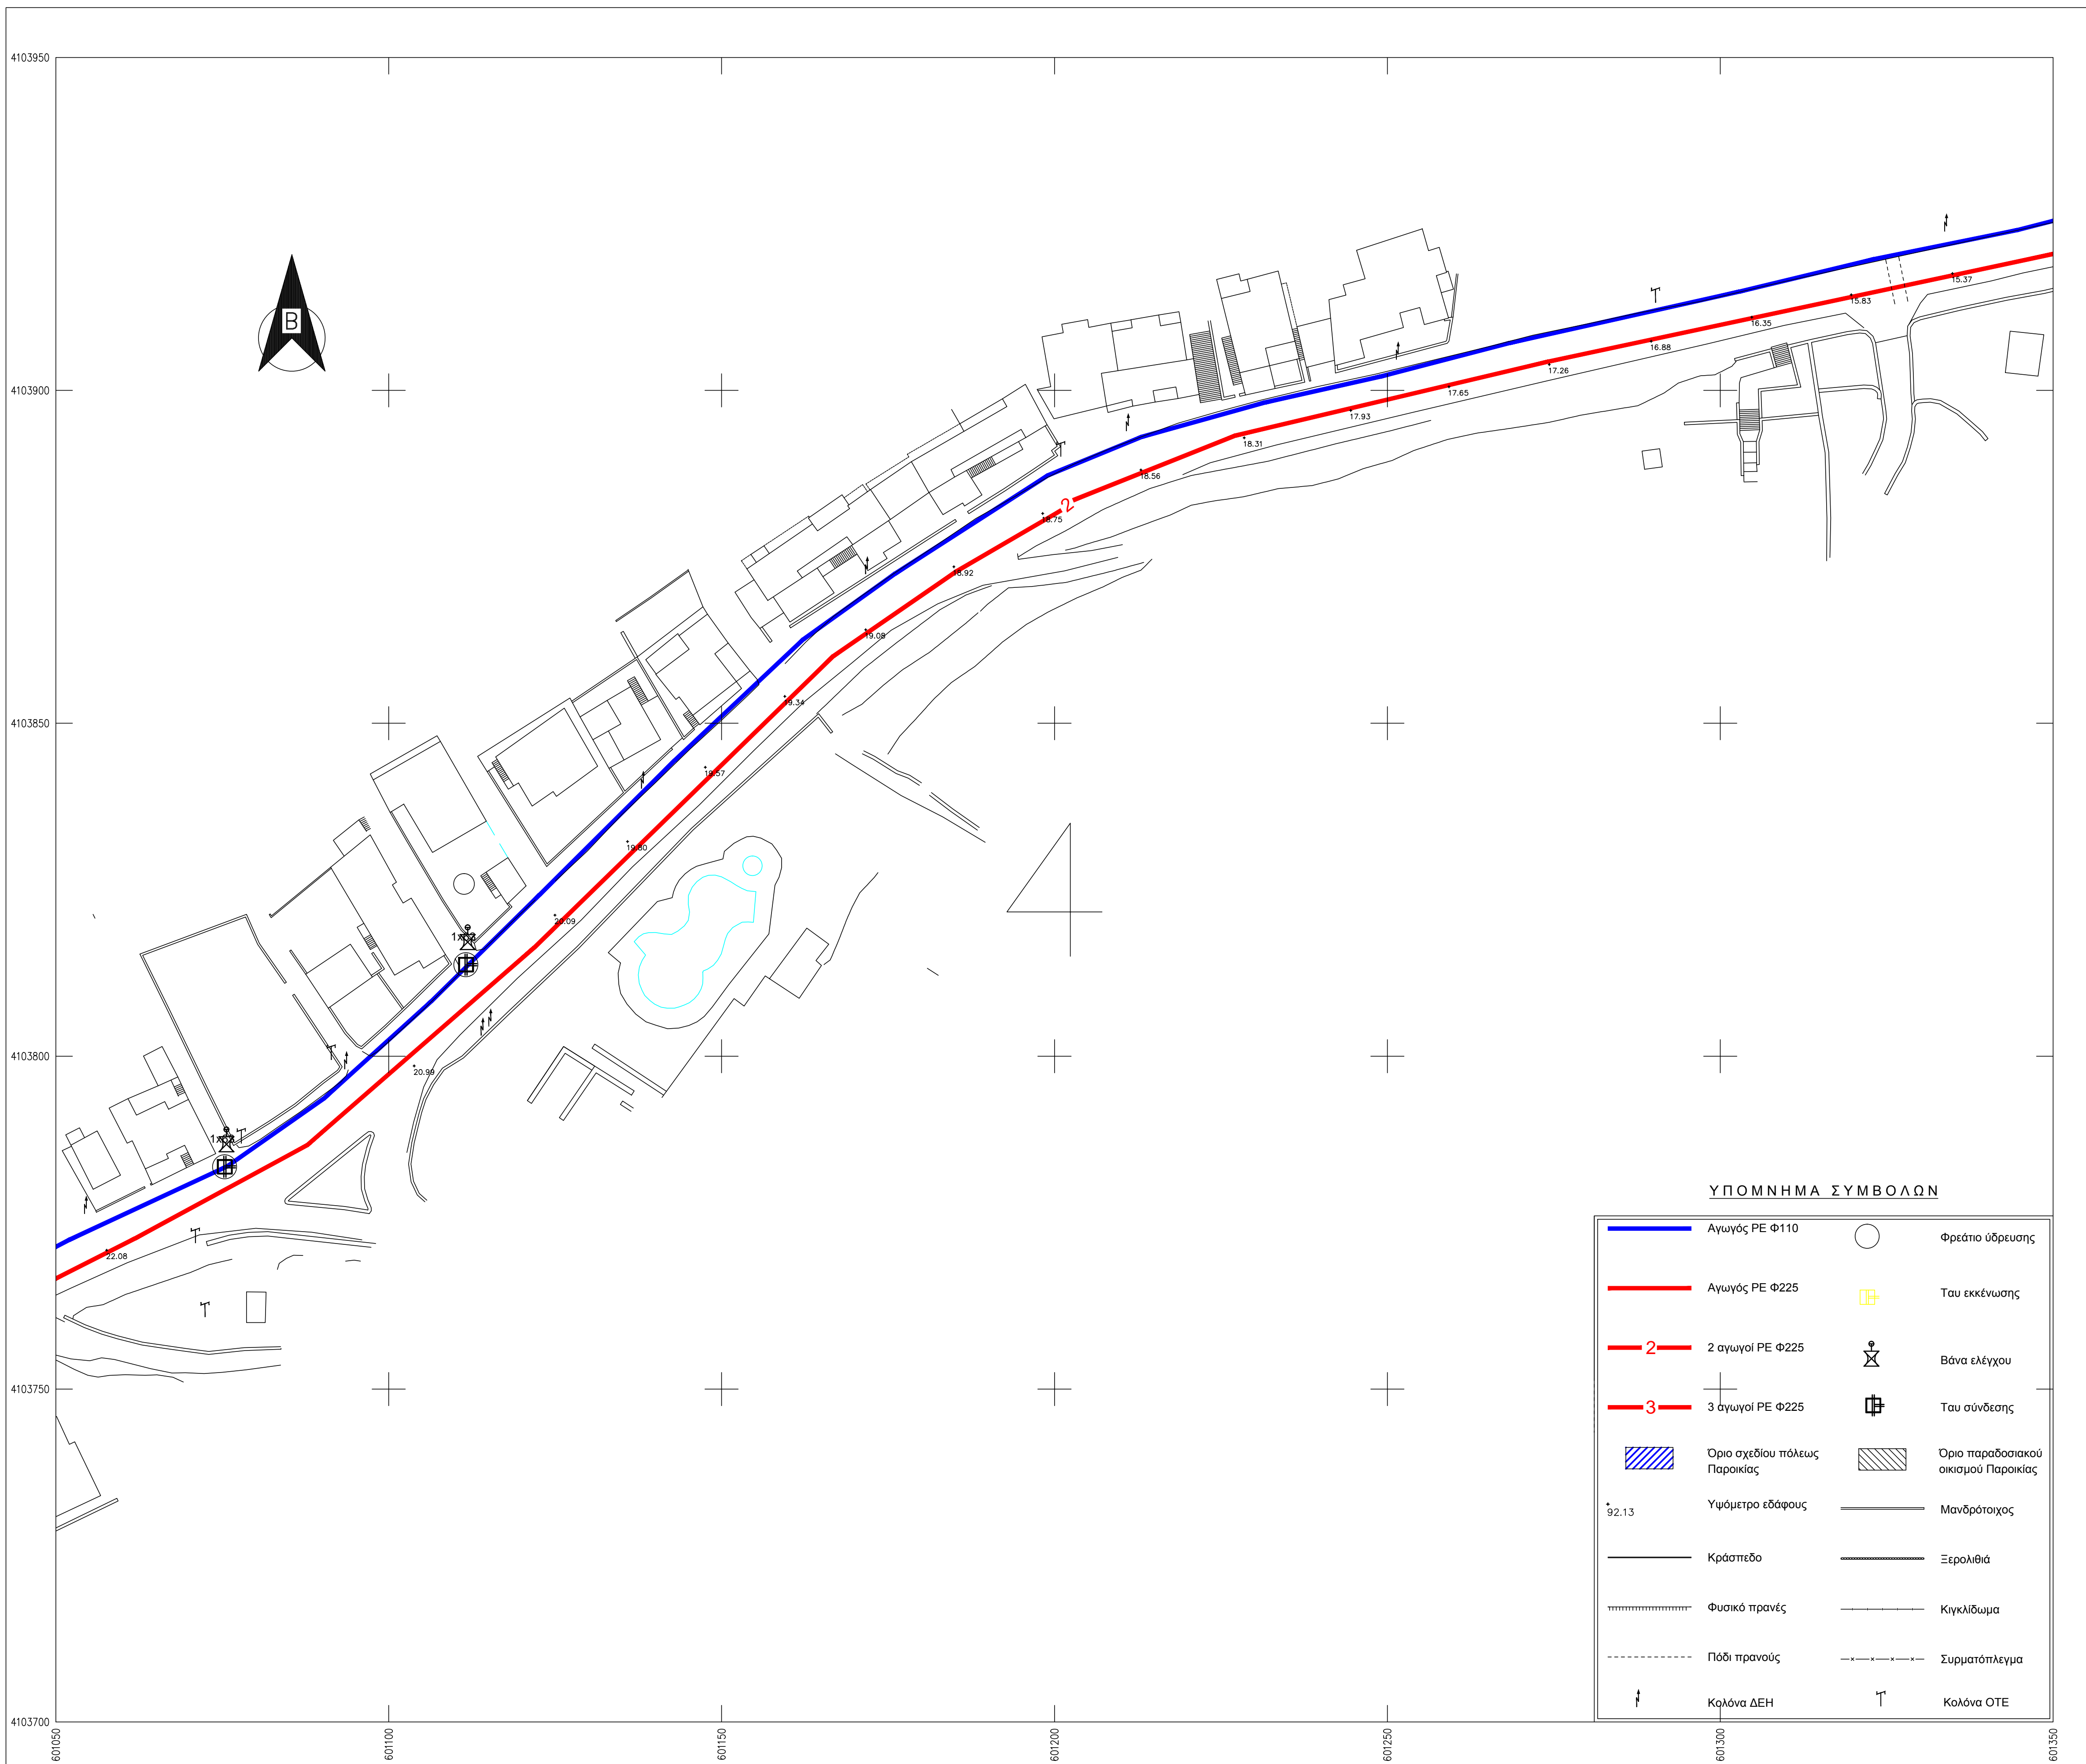 4103950
B
15.37
15.83
16.35
16.88
17.26
4103900
17.65
17.93
18.31
18.56
2
18.75
18.92
19.08
19.34
4103850
19.57
19.80
20.09
4103800
20.99
22.08
4103750
4103700
601050
601100
601150
601200
601250
601300
601350
ΥΠΟΜΝΗΜΑ ΣΥΜΒΟΛΩΝ
Αγωγός PE Φ110
Φρεάτιο ύδρευσης
Αγωγός PE Φ225
Ταυ εκκένωσης
2
2 αγωγοί PE Φ225
Βάνα ελέγχου
3
3 αγωγοί PE Φ225
Ταυ σύνδεσης
Όριο σχεδίου πόλεως
Παροικίας
Όριο παραδοσιακού
οικισμού Παροικίας
92.13
Υψόμετρο εδάφους
Μανδρότοιχος
Κράσπεδο
Ξερολιθιά
Φυσικό πρανές
Κιγκλίδωμα
Πόδι πρανούς
Συρματόπλεγμα
Κολόνα ΔΕΗ
Κολόνα ΟΤΕ